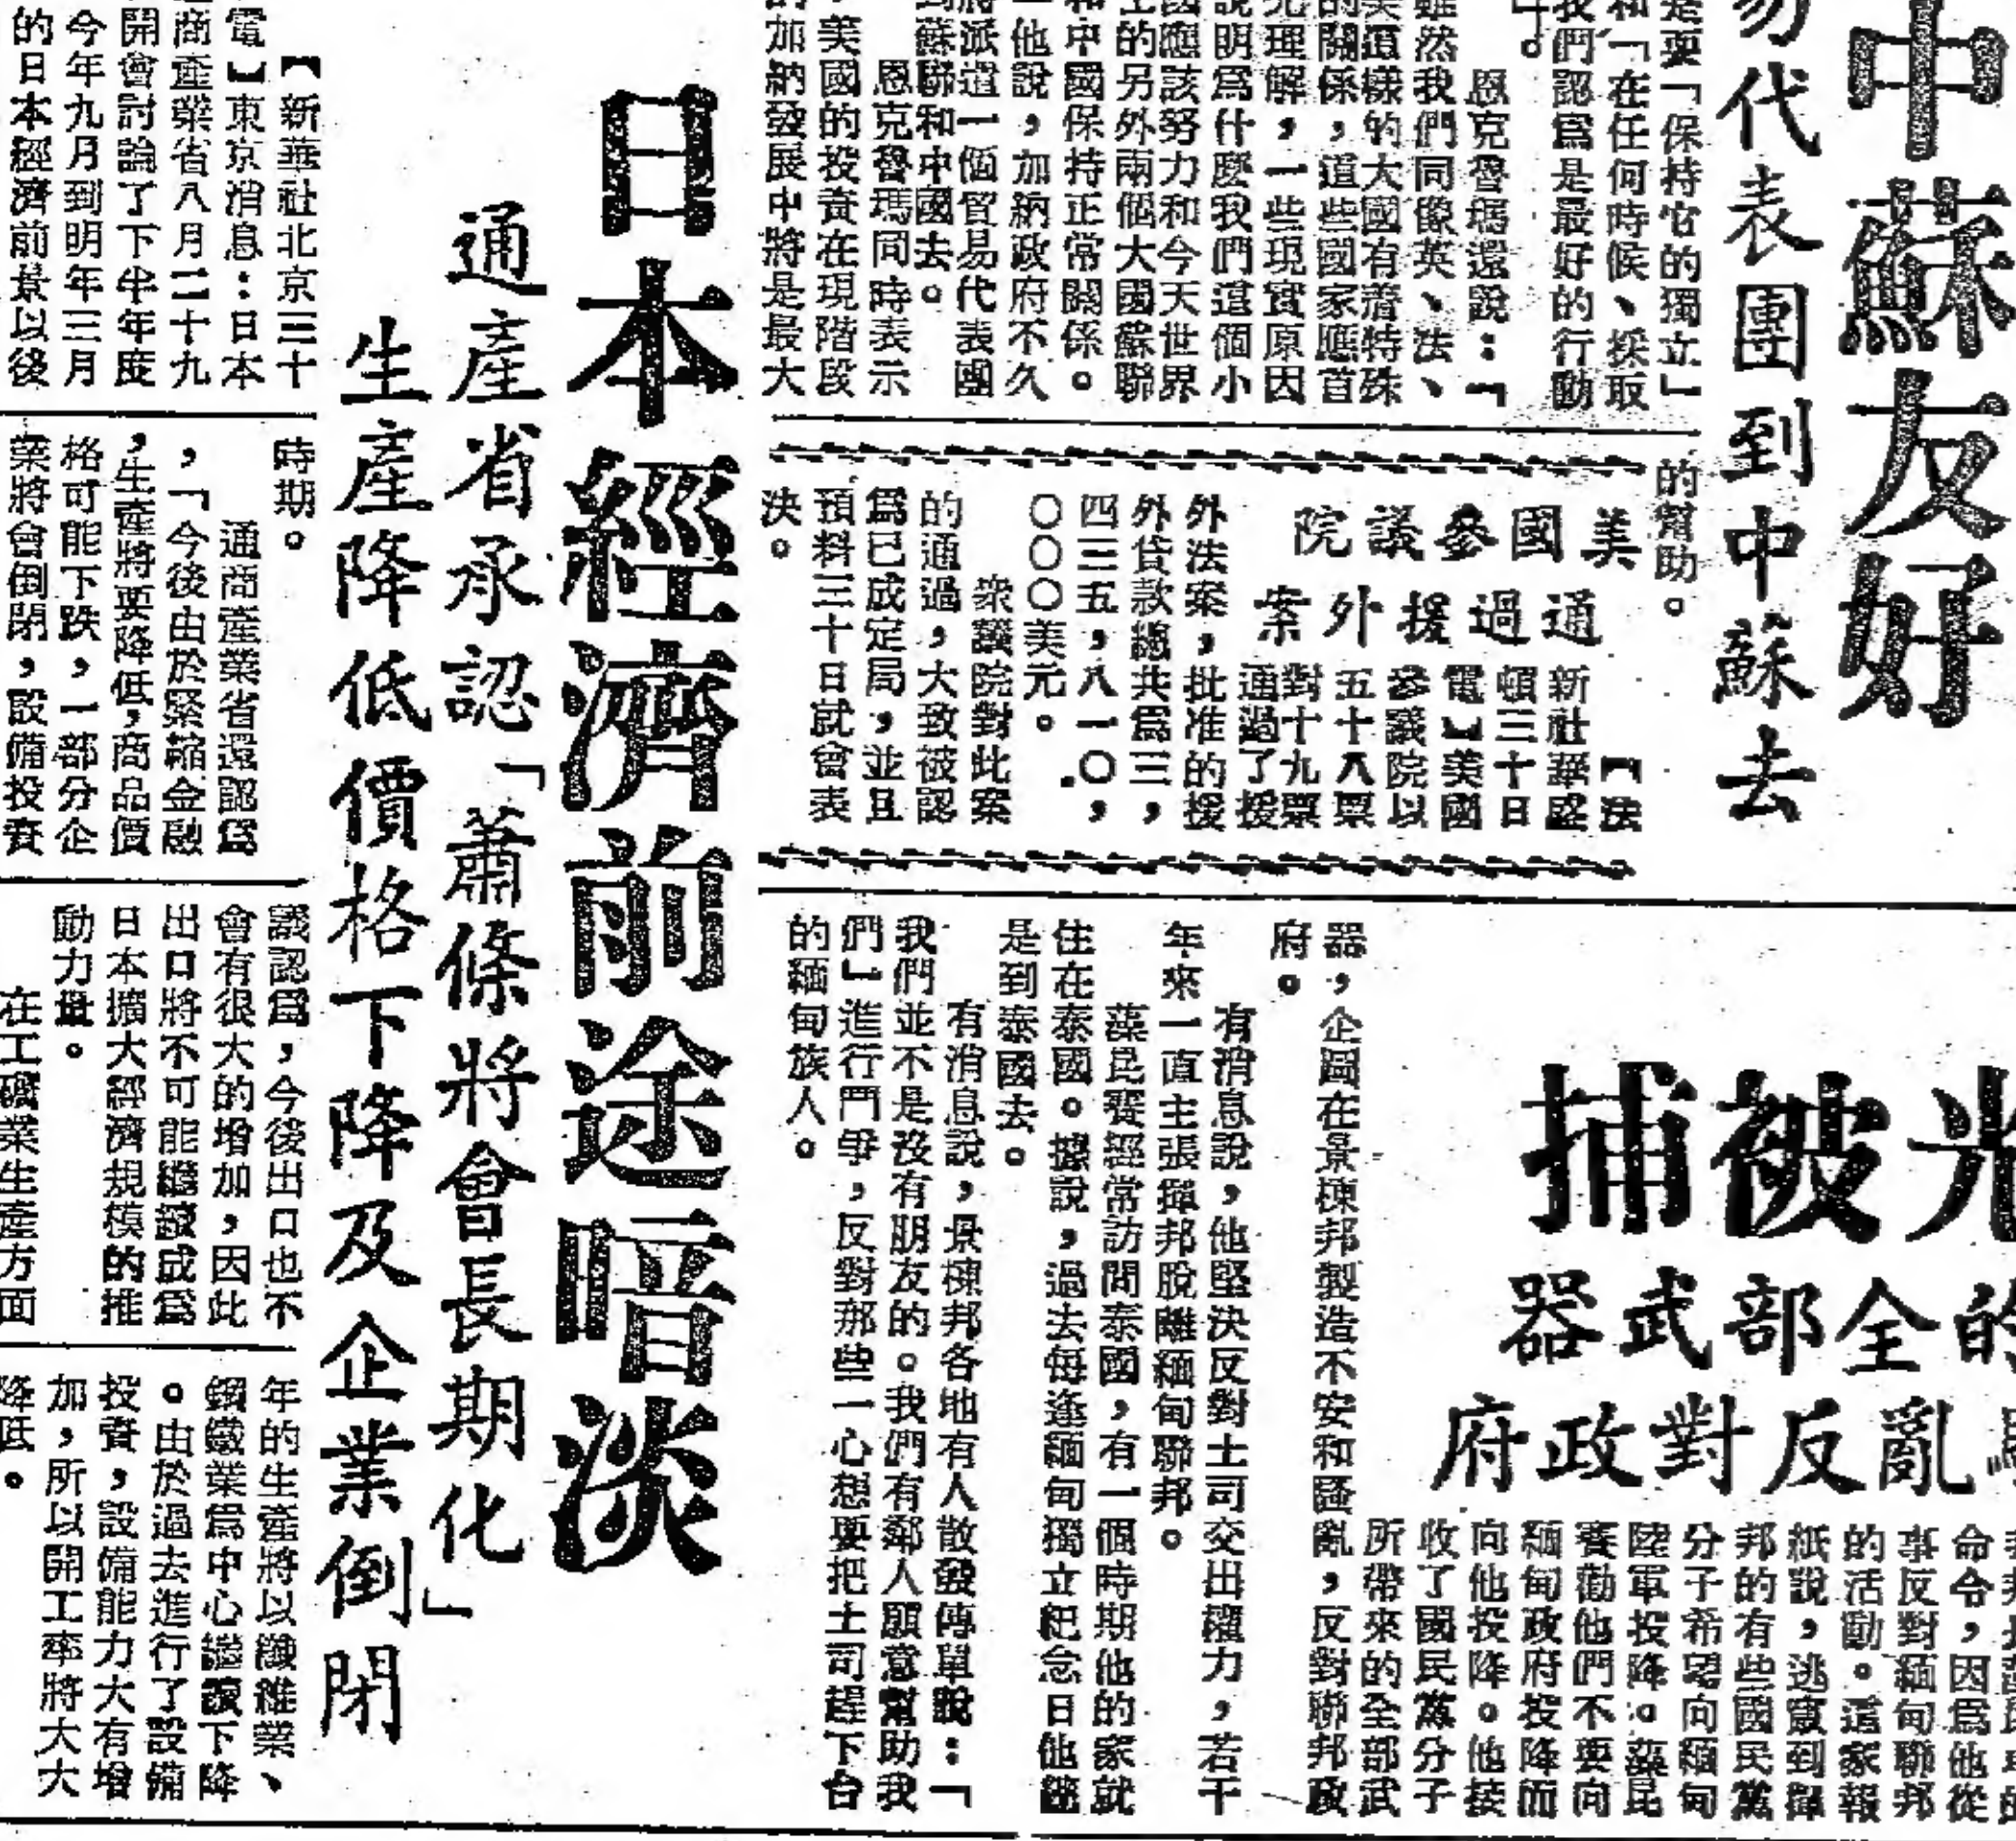 中蘇友好
易代表團到中蘇去
是要「保持它的獨立」
和「在任何時候、採取
我們認爲是最好的行動
恩克魯瑪還說：「
雖然我們同像英、法、
美這樣的大國有着特殊
的關係，這些國家應首
先理解，一些現實原因
說明爲什麼我們這個小
國應該努力和今天世界
上的另外兩個大國蘇聯
和中國保持正常關係。
他說，加納政府不久
將派遣一個貿易代表團
到蘇聯和中國去。
恩克魯瑪同時表示
，美國的投資在現階段
的加納發展中將是最大
的幫助。
美國參議院
通過援外案
【法
新社華盛
頓三十日
電】美國
參議院以
五十八票
對十九票
通過了援
外法案，批准的援
外貸款總共爲三，
四三五，八一〇，
〇〇〇美元。
衆議院對此案
的通過，大致被認
爲已成定局，並且
預料三十日就會表
決。
光被捕
的全部武器
亂反對政府
命令，因爲他從
事反對緬甸聯邦
的活動。這家報
紙說，逃竄到撣
邦的有些國民黨
分子希望向緬甸
陸軍投降。藻昆
賽勸他們不要向
緬甸政府投降而
向他投降。他接
收了國民黨分子
所帶來的全部武
器，企圖在景棟邦製造不安和騷亂，反對聯邦政
府。
有消息說，他堅決反對土司交出權力，若干
年來一直主張撣邦脫離緬甸聯邦。
藻昆賽經常訪問泰國，有一個時期他的家就
住在泰國。據說，過去每逢緬甸獨立紀念日他總
是到泰國去。
有消息說，景棟邦各地有人散發傳單說：「
我們並不是沒有朋友的。我們有鄰人願意幫助我
們」進行鬥爭，反對那些一心想要把土司趕下台
的緬甸族人。
日本經濟前途暗淡
通產省承認「蕭條將會長期化」
生產降低價格下降及企業倒閉
【新華社北京三十
電】東京消息：日本
商產業省八月二十九
開會討論了下半年度
今年九月到明年三月
的日本經濟前景以後
時期。
通商產業省還認爲
，「今後由於緊縮金融
，生產將要降低，商品價
格可能下跌，一部分企
業將會倒閉，設備投資
議認爲，今後出口也不
會有很大的增加，因此
出口將不可能繼續成爲
日本擴大經濟規模的推
動力量。
在工礦業生產方面
年的生產將以纖維業、
鋼鐵業爲中心繼續下降
。由於過去進行了設備
投資，設備能力大有增
加，所以開工率將大大
降低。